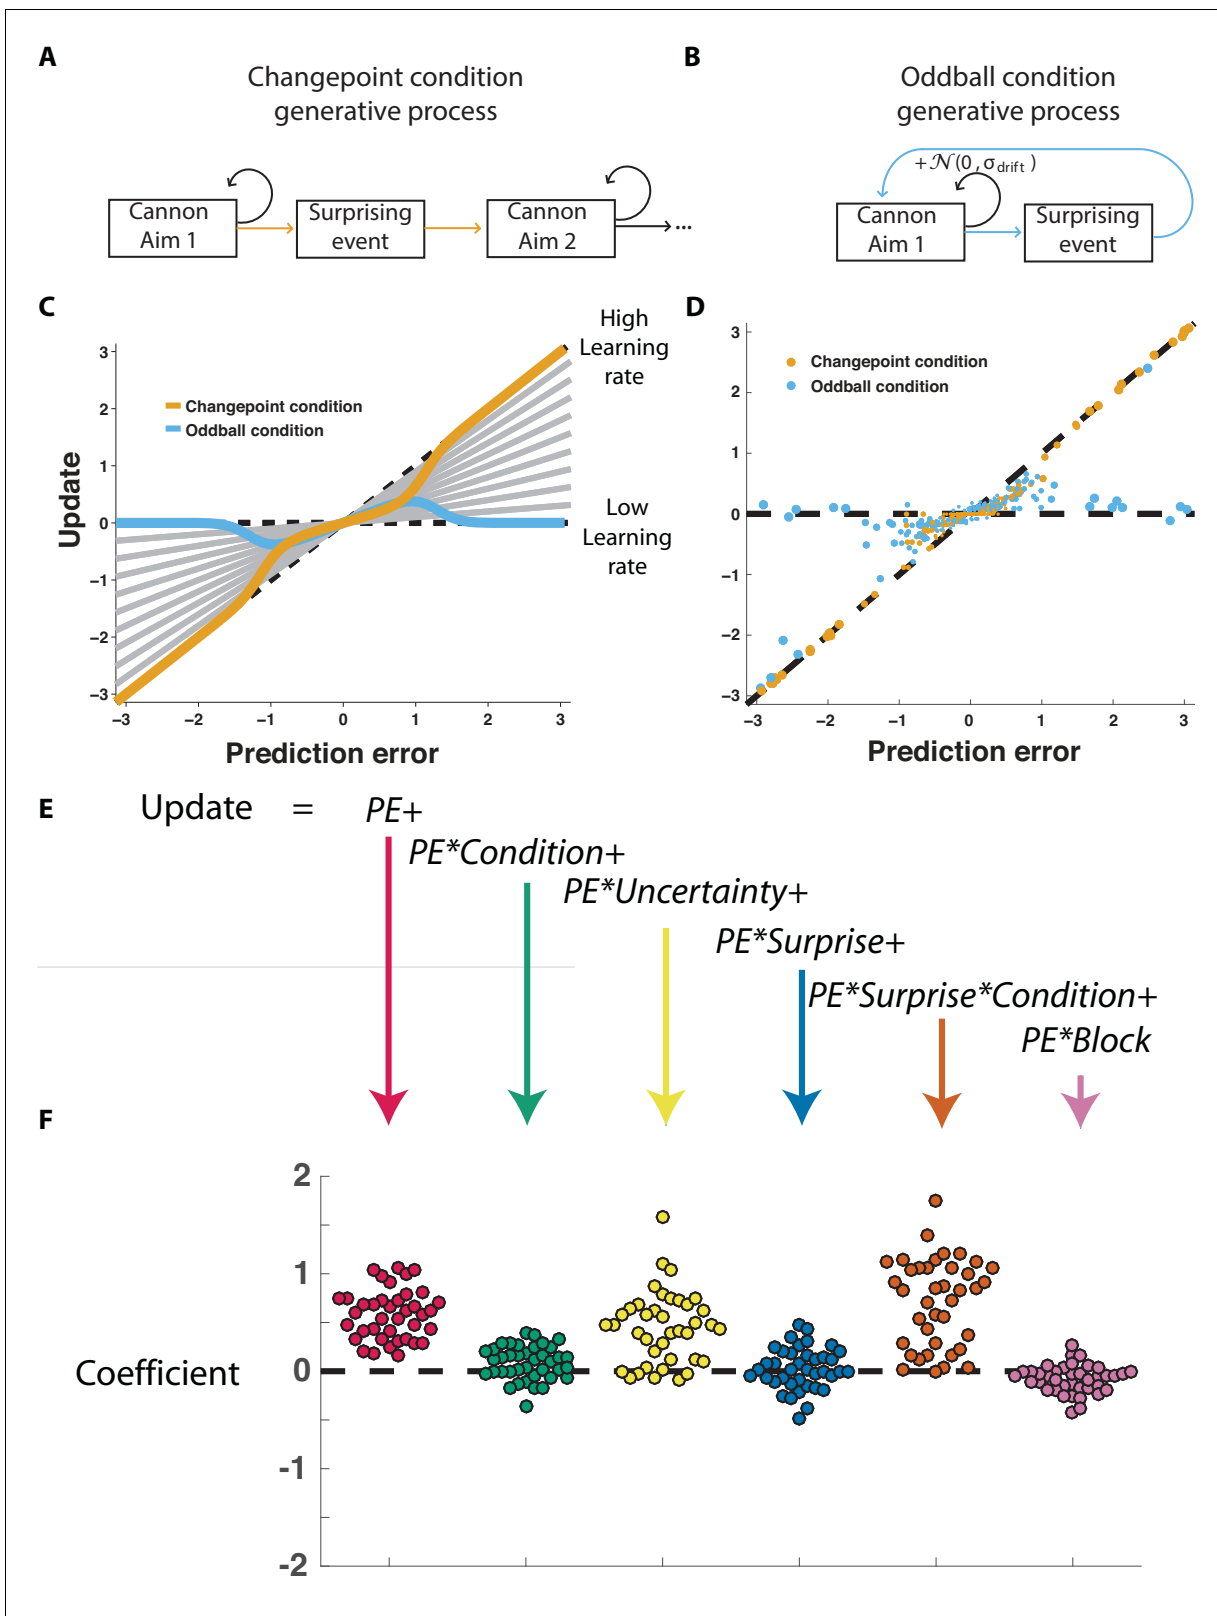 A
Changepoint condition
generative process
Cannon
Aim 1
Surprising
event
Cannon
Aim 2
...
B
Oddball condition
generative process
+𝒩(0, σdrift)
Cannon
Aim 1
Surprising
event
C
High
Learning
rate
Changepoint condition
Oddball condition
Low
Learning
rate
Update
3
2
1
0
−1
−2
−3
−3 −2 −1 0 1 2 3
Prediction error
D
Changepoint condition
Oddball condition
3
2
1
0
−1
−2
−3
−3 −2 −1 0 1 2 3
Prediction error
E
Update = PE+
PE*Condition+
PE*Uncertainty+
PE*Surprise+
PE*Surprise*Condition+
PE*Block
F
Coefficient
2
1
0
-1
-2